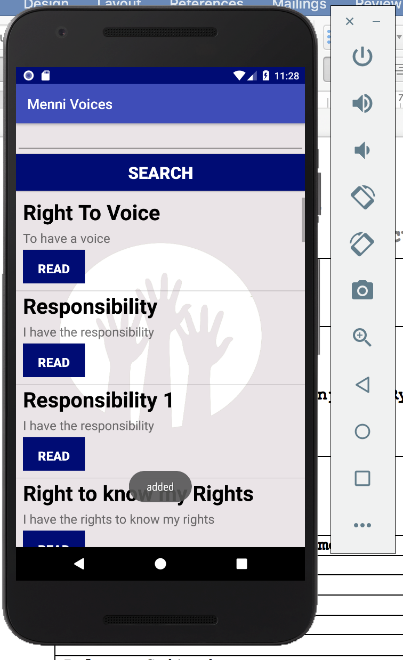 Design Layout References Mailings Review
11:28
Menni Voices
SEARCH
Right To Voice
To have a voice
READ
Responsibility
I have the responsibility
READ
Responsibility 1
I have the responsibility
READ
added
Right to know my Rights
I have the rights to know my rights
READ